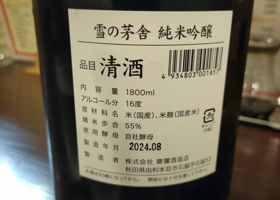 雪の茅舎 純米吟醸
品目 清酒
4 934803 001857
内容量 1800ml
アルコール分 16度
原材料名 米(国産)、米麹(国産米)
精米歩合 55%
使用酵母 自社酵母
製造年月 2024.08
製造者 株式会社 齋彌酒造店
秋田県由利本荘市石脇字石脇53